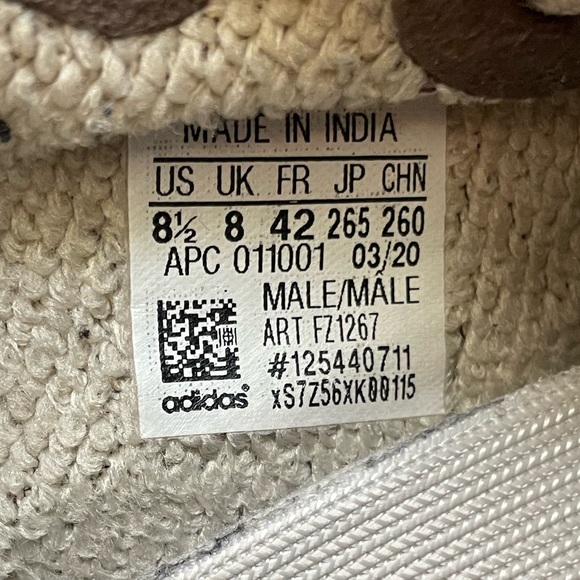 MADE IN INDIA
US UK FR JP CHN
8½ 8 42 265 260
APC 011001 03/20
MALE/MÂLE
ART FZ1267
#125440711
adidas® xS7Z56XK00115